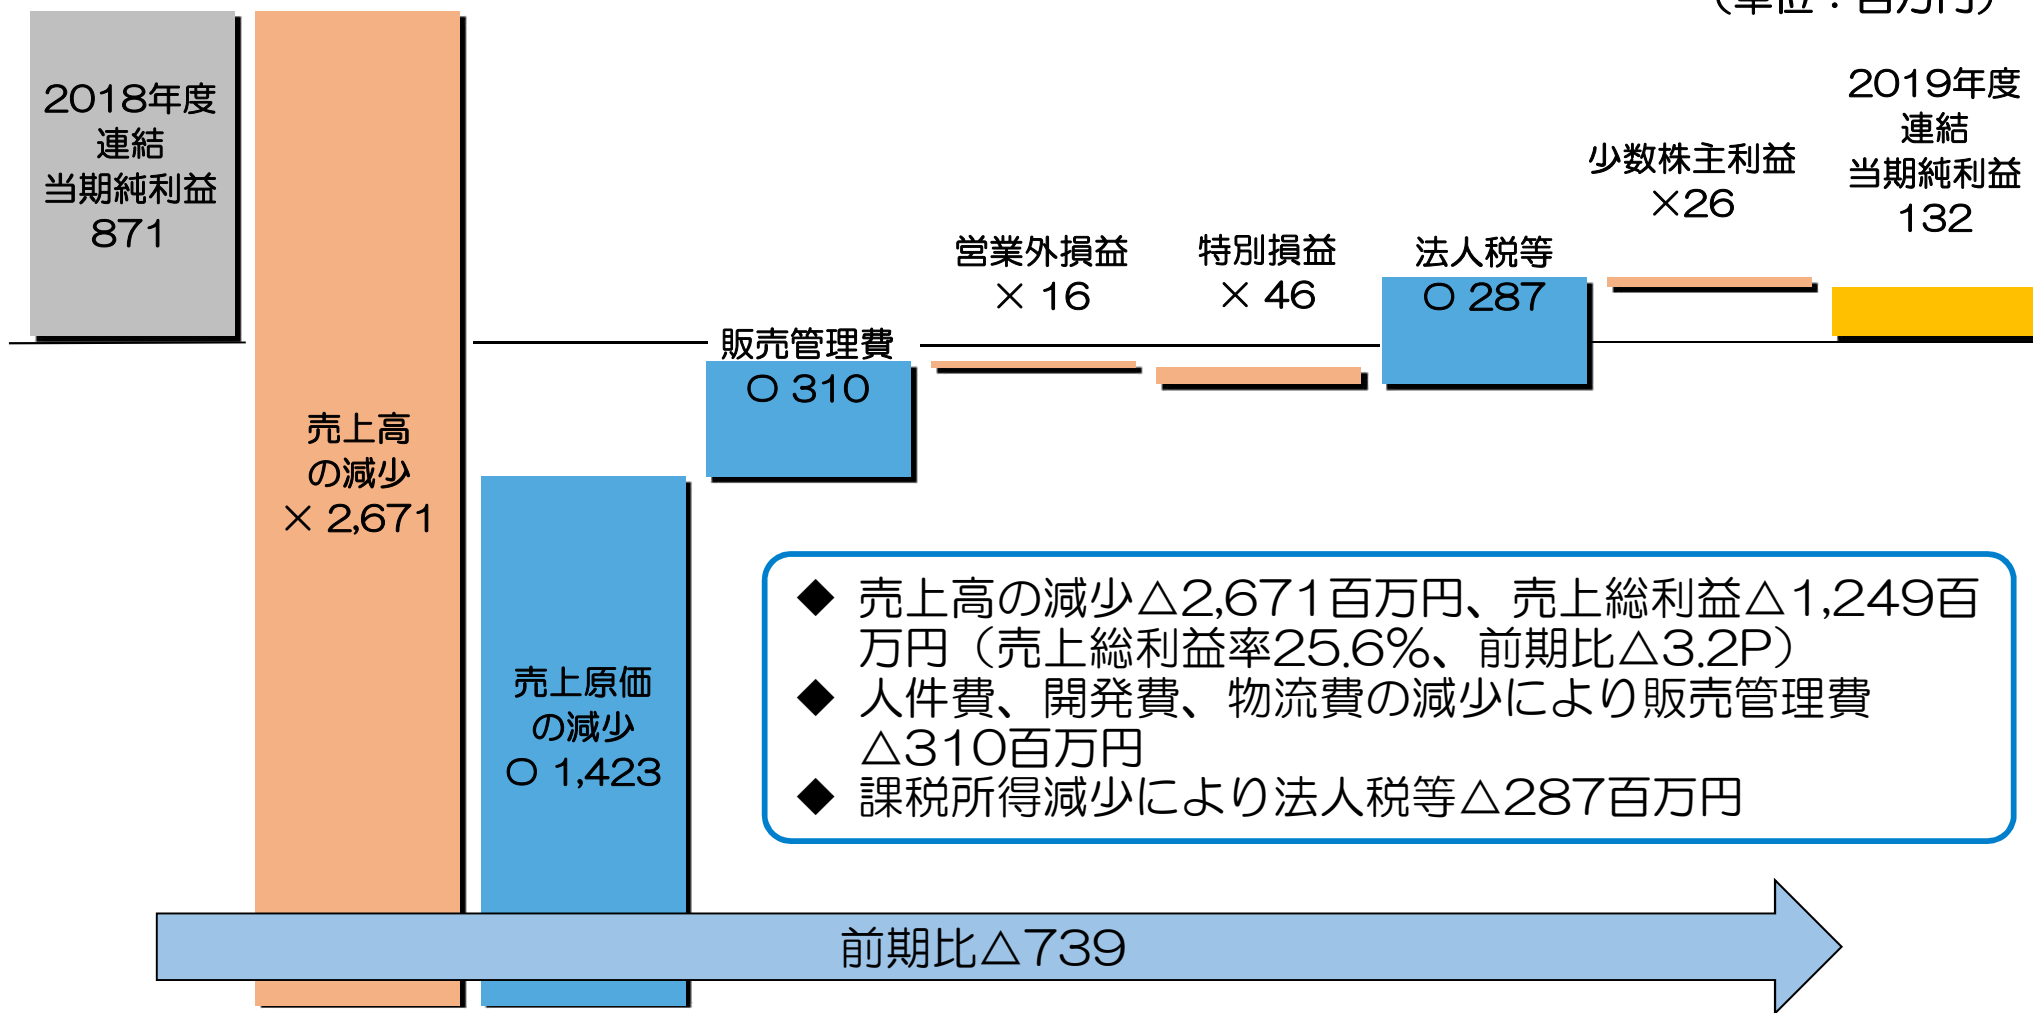 （単位：百万円）
2018年度
連結
当期純利益
871
売上高
の減少
× 2,671
売上原価
の減少
○ 1,423
販売管理費
○ 310
営業外損益
× 16
特別損益
× 46
法人税等
○ 287
少数株主利益
×26
2019年度
連結
当期純利益
132
◆ 売上高の減少△2,671百万円、売上総利益△1,249百
万円（売上総利益率25.6%、前期比△3.2P）
◆ 人件費、開発費、物流費の減少により販売管理費
△310百万円
◆ 課税所得減少により法人税等△287百万円
前期比△739